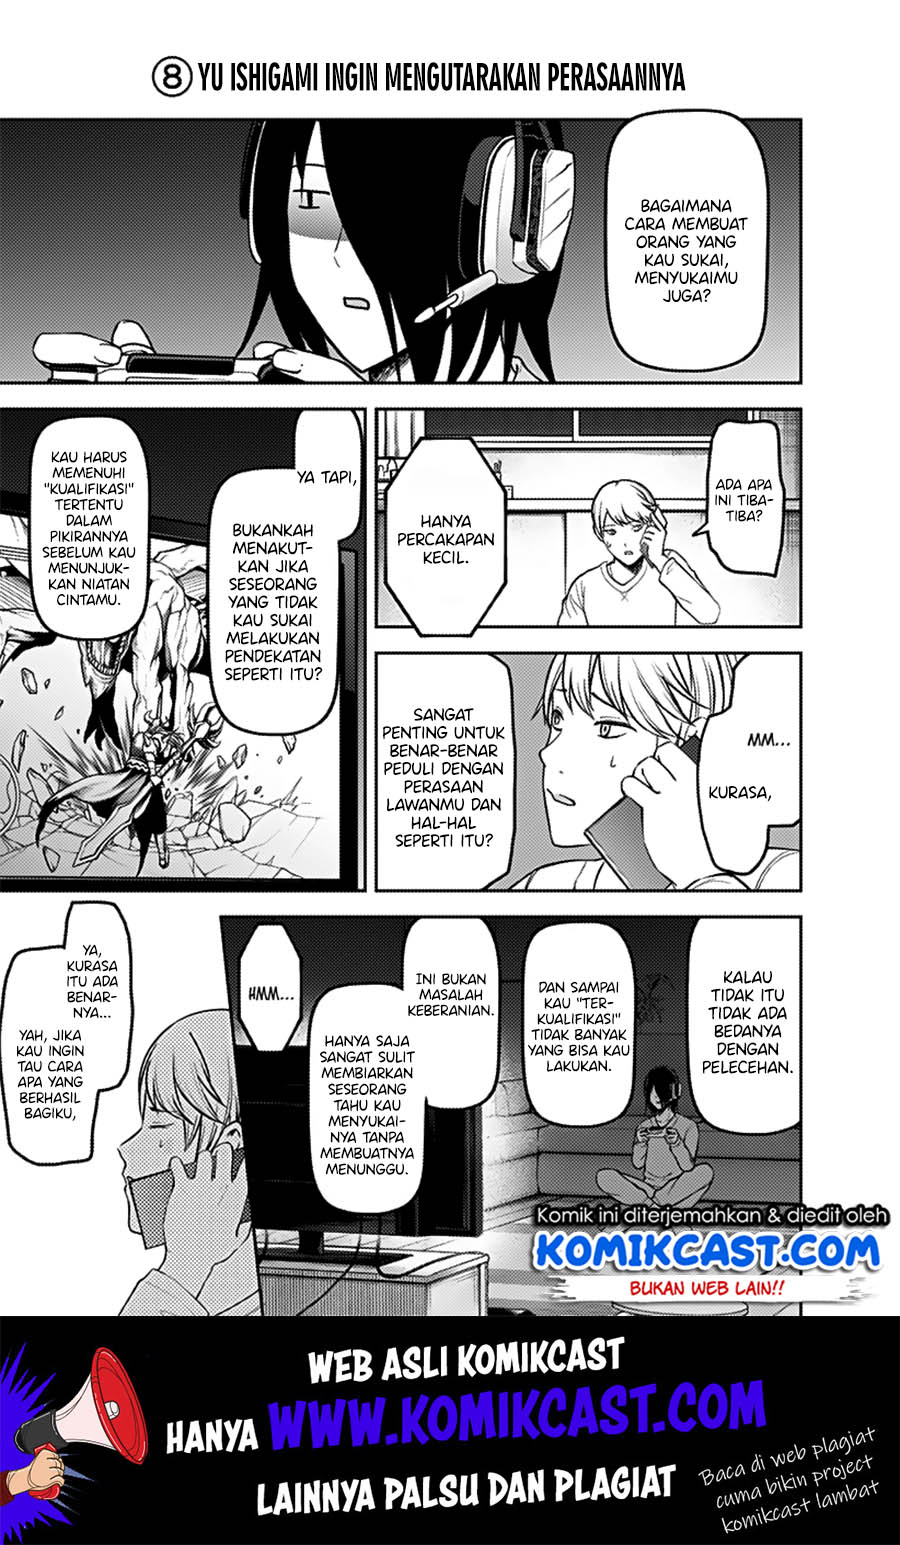 8 YU ISHIGAMI INGIN MENGUTARAKAN PERASAANNYA
BAGAIMANA
CARA MEMBUAT
ORANG YANG
KAU SUKAI,
MENYUKAIMU
JUGA?
ADA APA
INI TIBA-
TIBA?
HANYA
PERCAKAPAN
KECIL.
MM...
KURASA,
SANGAT
PENTING UNTUK
BENAR-BENAR
PEDULI DENGAN
PERASAAN
LAWANMU DAN
HAL-HAL
SEPERTI ITU?
YA TAPI,
BUKANKAH
MENAKUT-
KAN JIKA
SESEORANG
YANG TIDAK
KAU SUKAI
MELAKUKAN
PENDEKATAN
SEPERTI ITU?
KAU HARUS
MEMENUHI
"KUALIFIKASI"
TERTENTU
DALAM
PIKIRANNYA
SEBELUM KAU
MENUNJUK-
KAN NIATAN
CINTAMU.
KALAU
TIDAK ITU
TIDAK ADA
BEDANYA
DENGAN
PELECEHAN.
DAN SAMPAI
KAU "TER-
KUALIFIKASI"
TIDAK BANYAK
YANG BISA KAU
LAKUKAN.
INI BUKAN
MASALAH
KEBERANIAN.
HANYA SAJA
SANGAT SULIT
MEMBIARKAN
SESEORANG
TAHU KAU
MENYUKAI-
NYA TANPA
MEMBUATNYA
MENUNGGU.
HMM...
YA,
KURASA
ITU ADA
BENAR-
NYA...
YAH, JIKA
KAU INGIN
TAU CARA
APA YANG
BERHASIL
BAGIKU,
Komik ini diterjemahkan & diedit oleh
KOMIKCAST.COM
BUKAN WEB LAIN!!
WEB ASLI KOMIKCAST
HANYA WWW.KOMIKCAST.COM
LAINNYA PALSU DAN PLAGIAT
Baca di web plagiat
cuma bikin project
komikcast lambat